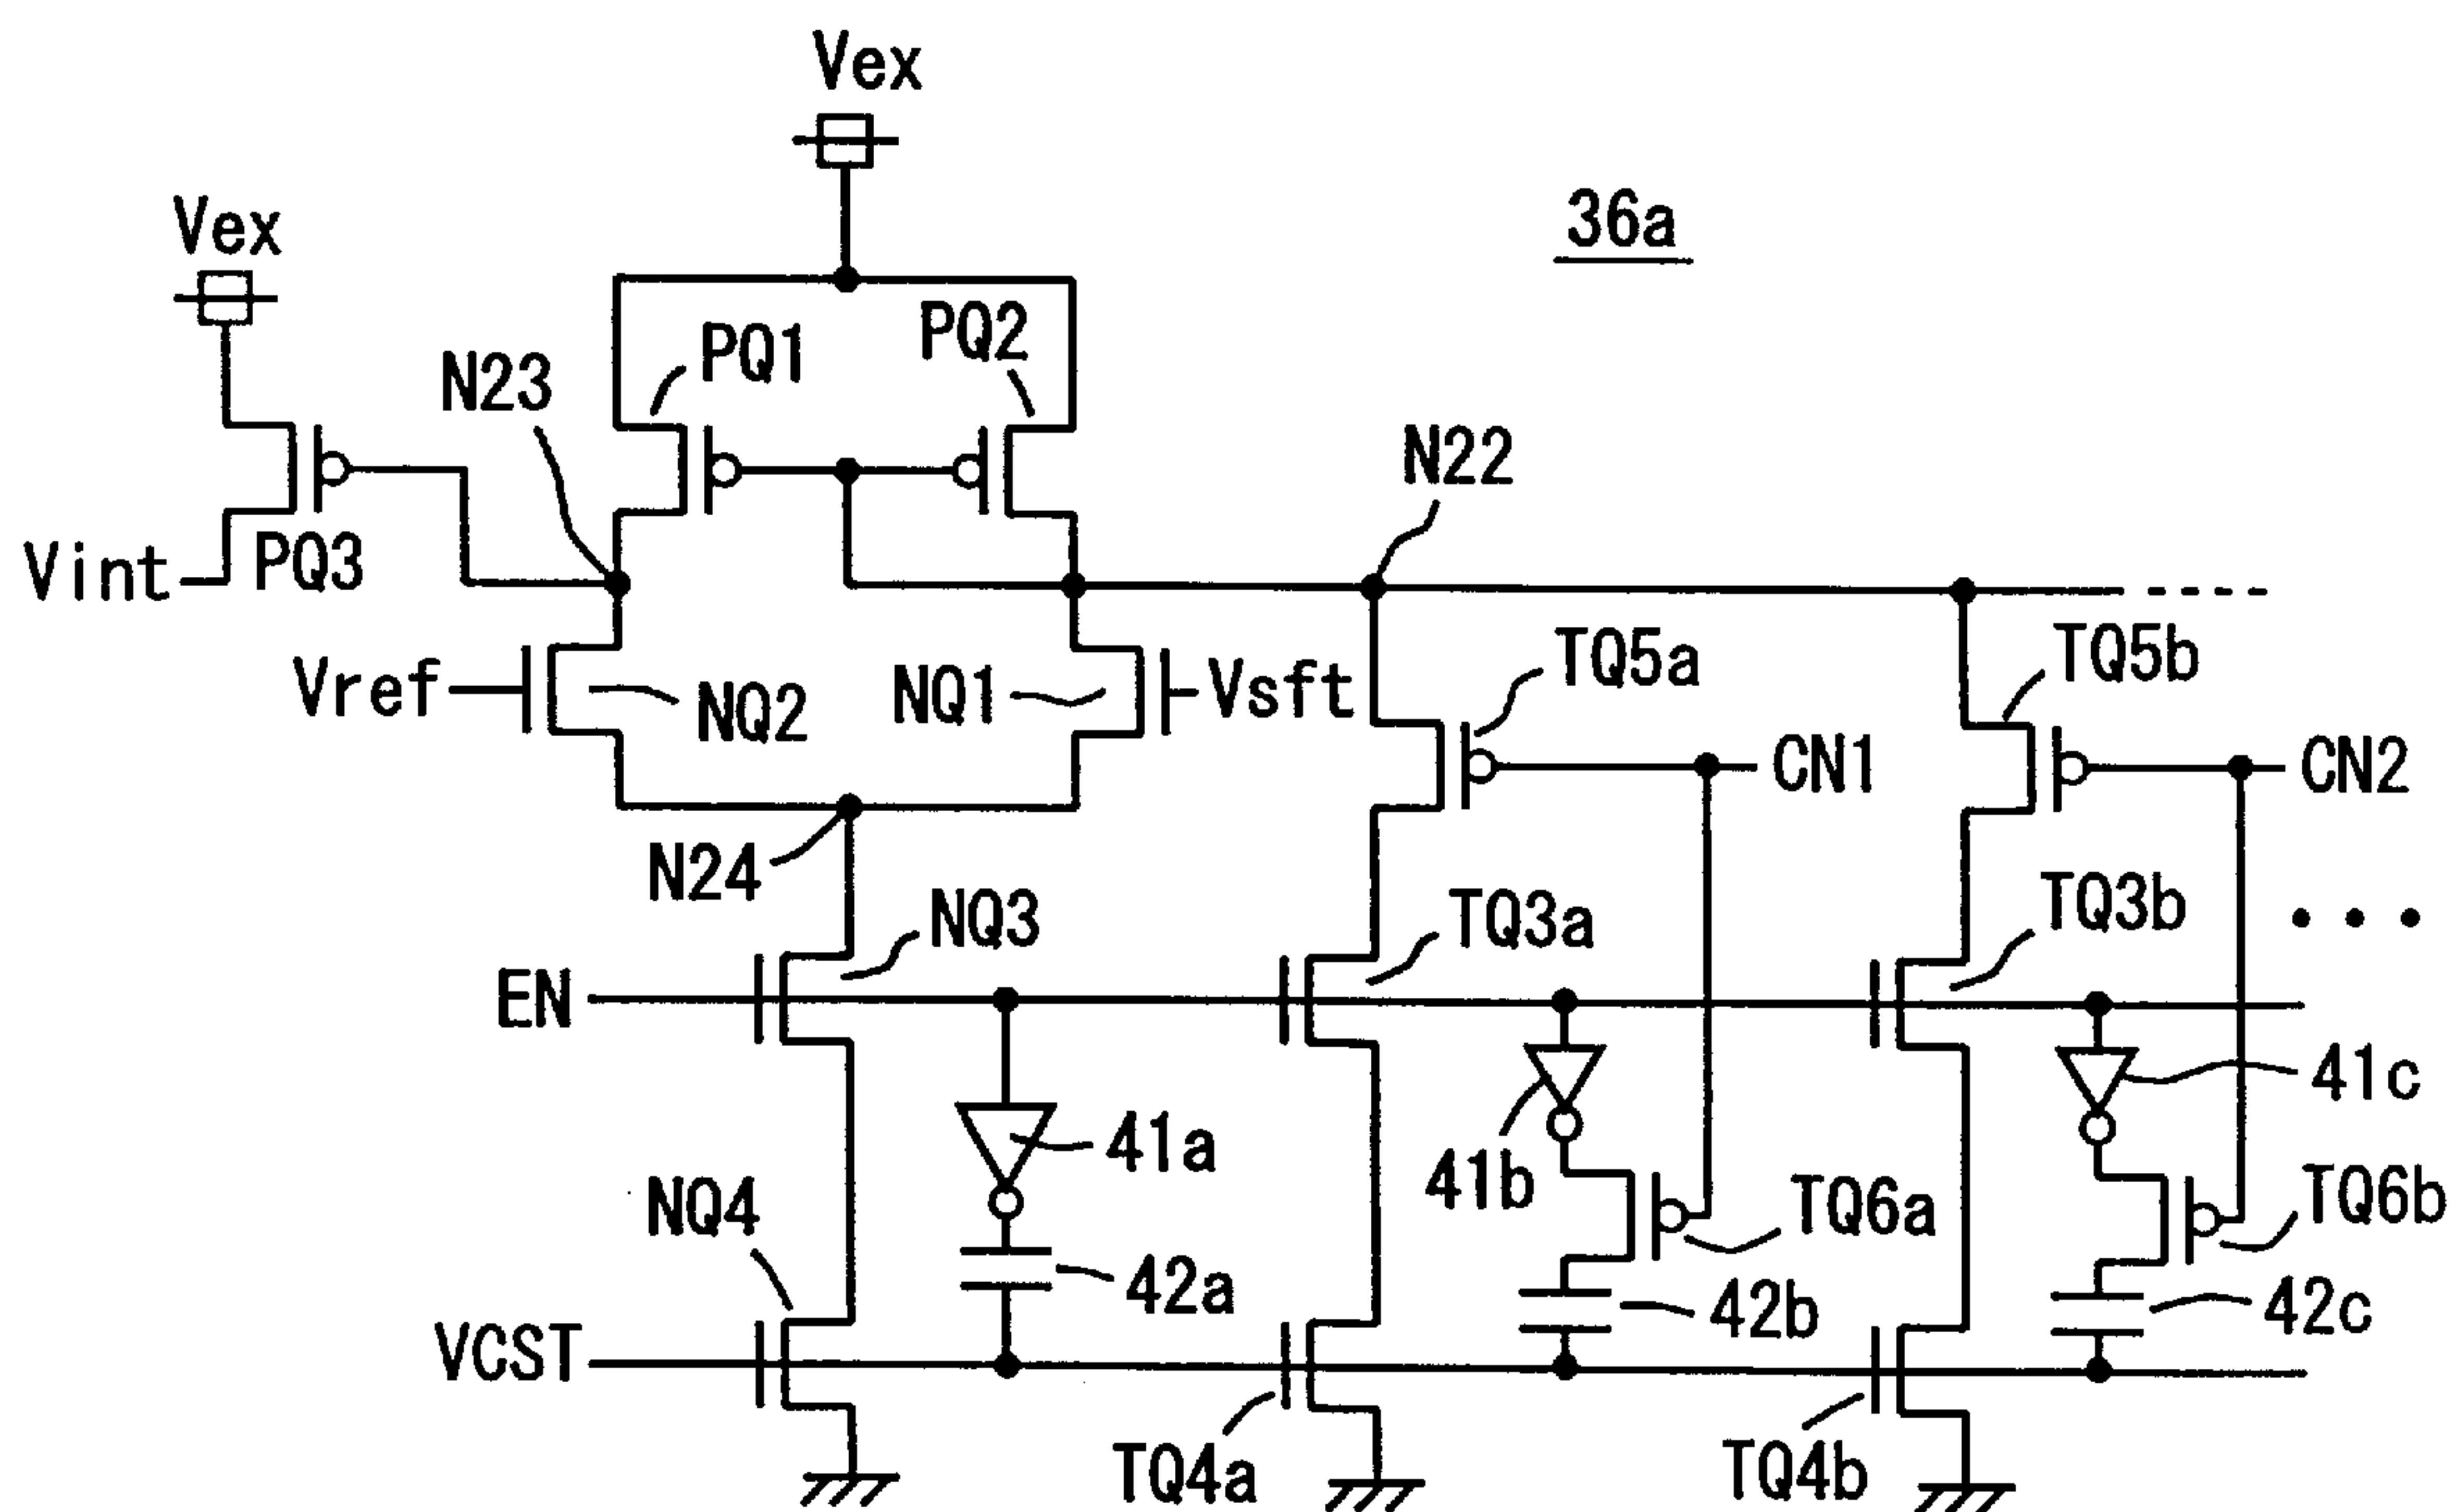 Vex
Vex
36a
PQ1
PQ2
N23
N22
Vint
PQ3
TQ5a
TQ5b
Vref
NQ2
NQ1
Vsft
CN1
CN2
N24
NQ3
TQ3a
TQ3b
EN
41a
41b
41c
NQ4
TQ6a
TQ6b
42a
42b
42c
VCST
TQ4a
TQ4b